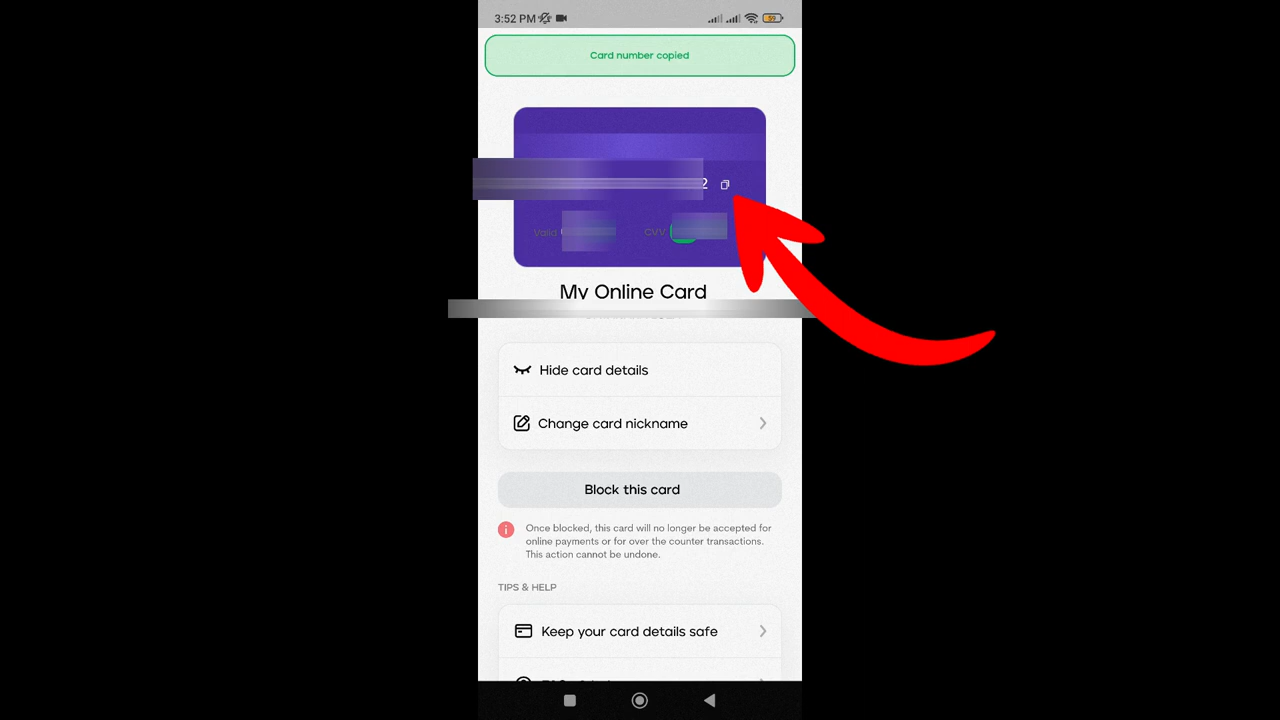 3:52 PM
59
Card number copied
2
Valid
CVV
My Online Card
Hide card details
Change card nickname
Block this card
Once blocked, this card will no longer be accepted for
online payments or for over the counter transactions.
This action cannot be undone.
TIPS & HELP
Keep your card details safe